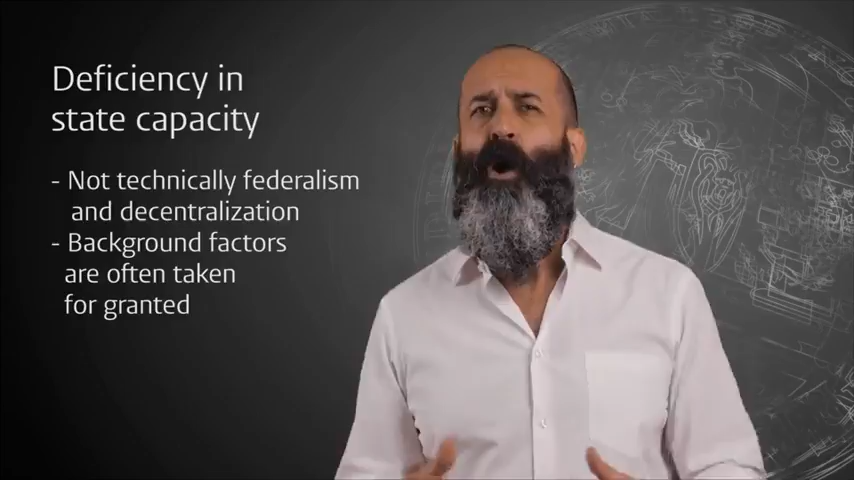 Deficiency in
state capacity
- Not technically federalism
and decentralization
- Background factors
are often taken
for granted